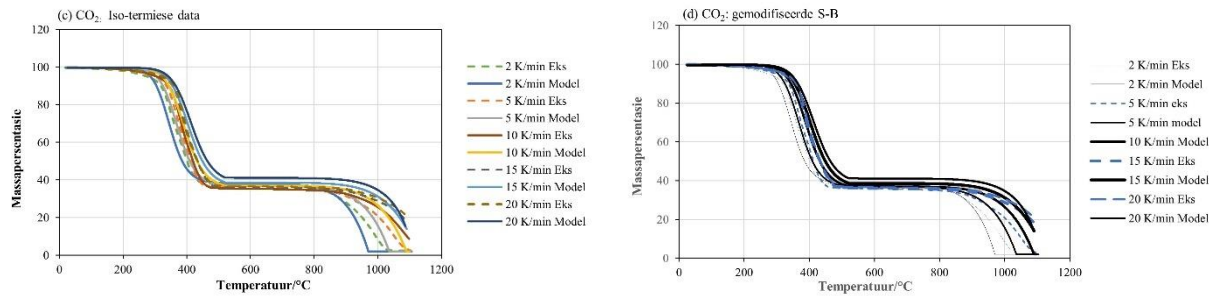 (c) CO2. Iso-termiese data
120
100
80
60
40
20
0
Massapersentasie
0 200 400 600 800 1000 1200
Temperatuur/°C
2 K/min Eks
2 K/min Model
5 K/min Eks
5 K/min Model
10 K/min Eks
10 K/min Model
15 K/min Eks
15 K/min Model
20 K/min Eks
20 K/min Model
(d) CO2: gemodifiseerde S-B
120
100
80
60
40
20
0
Massapersentasie
0 200 400 600 800 1000 1200
Temperatuur/°C
2 K/min Eks
2 K/min Model
5 K/min eks
5 K/min model
10 K/min Model
15 K/min Eks
15 K/min Model
20 K/min Eks
20 K/min Model